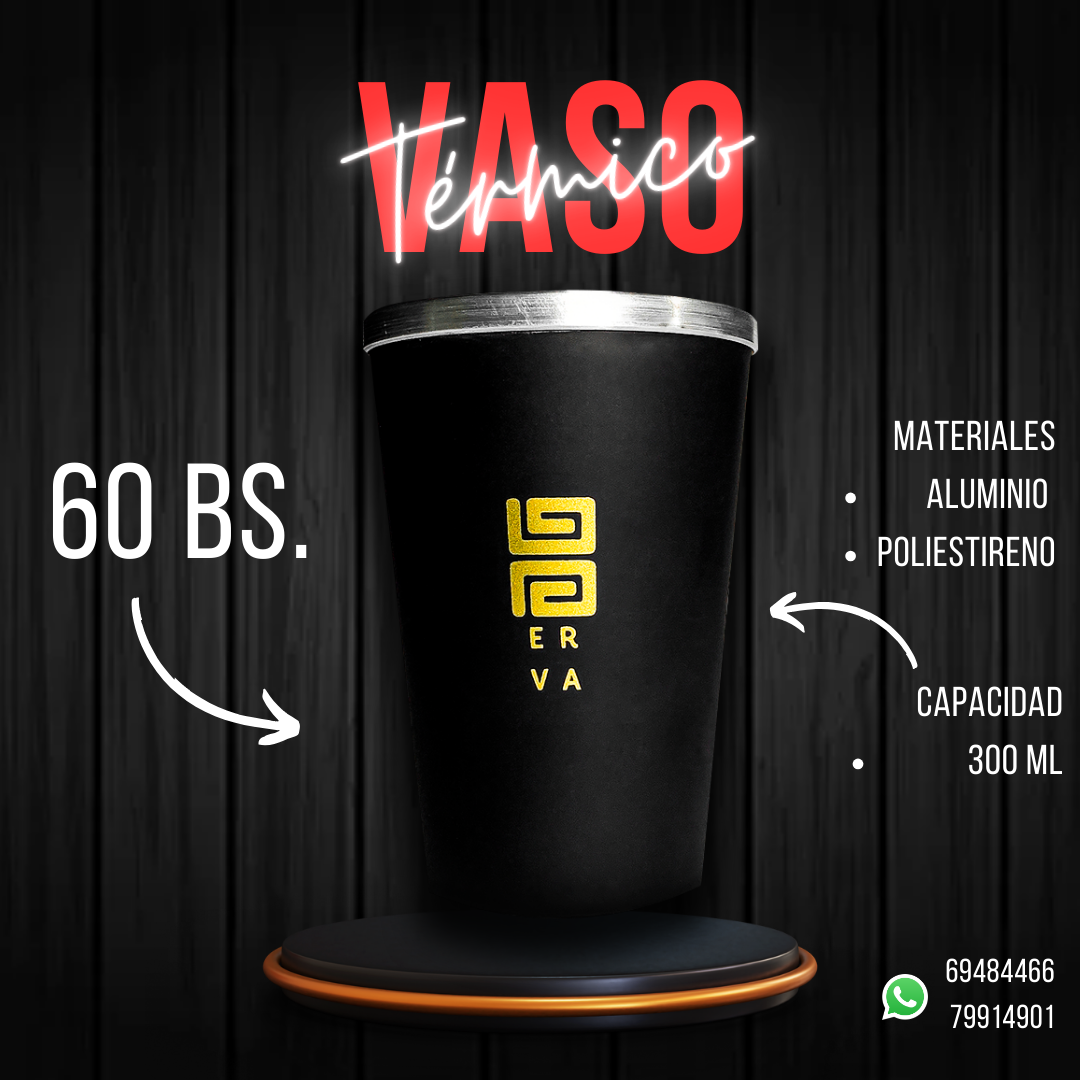 VASO
Térmico
60 BS.
MATERIALES
• ALUMINIO
• POLIESTIRENO
CAPACIDAD
• 300 ML
ER
VA
69484466
79914901